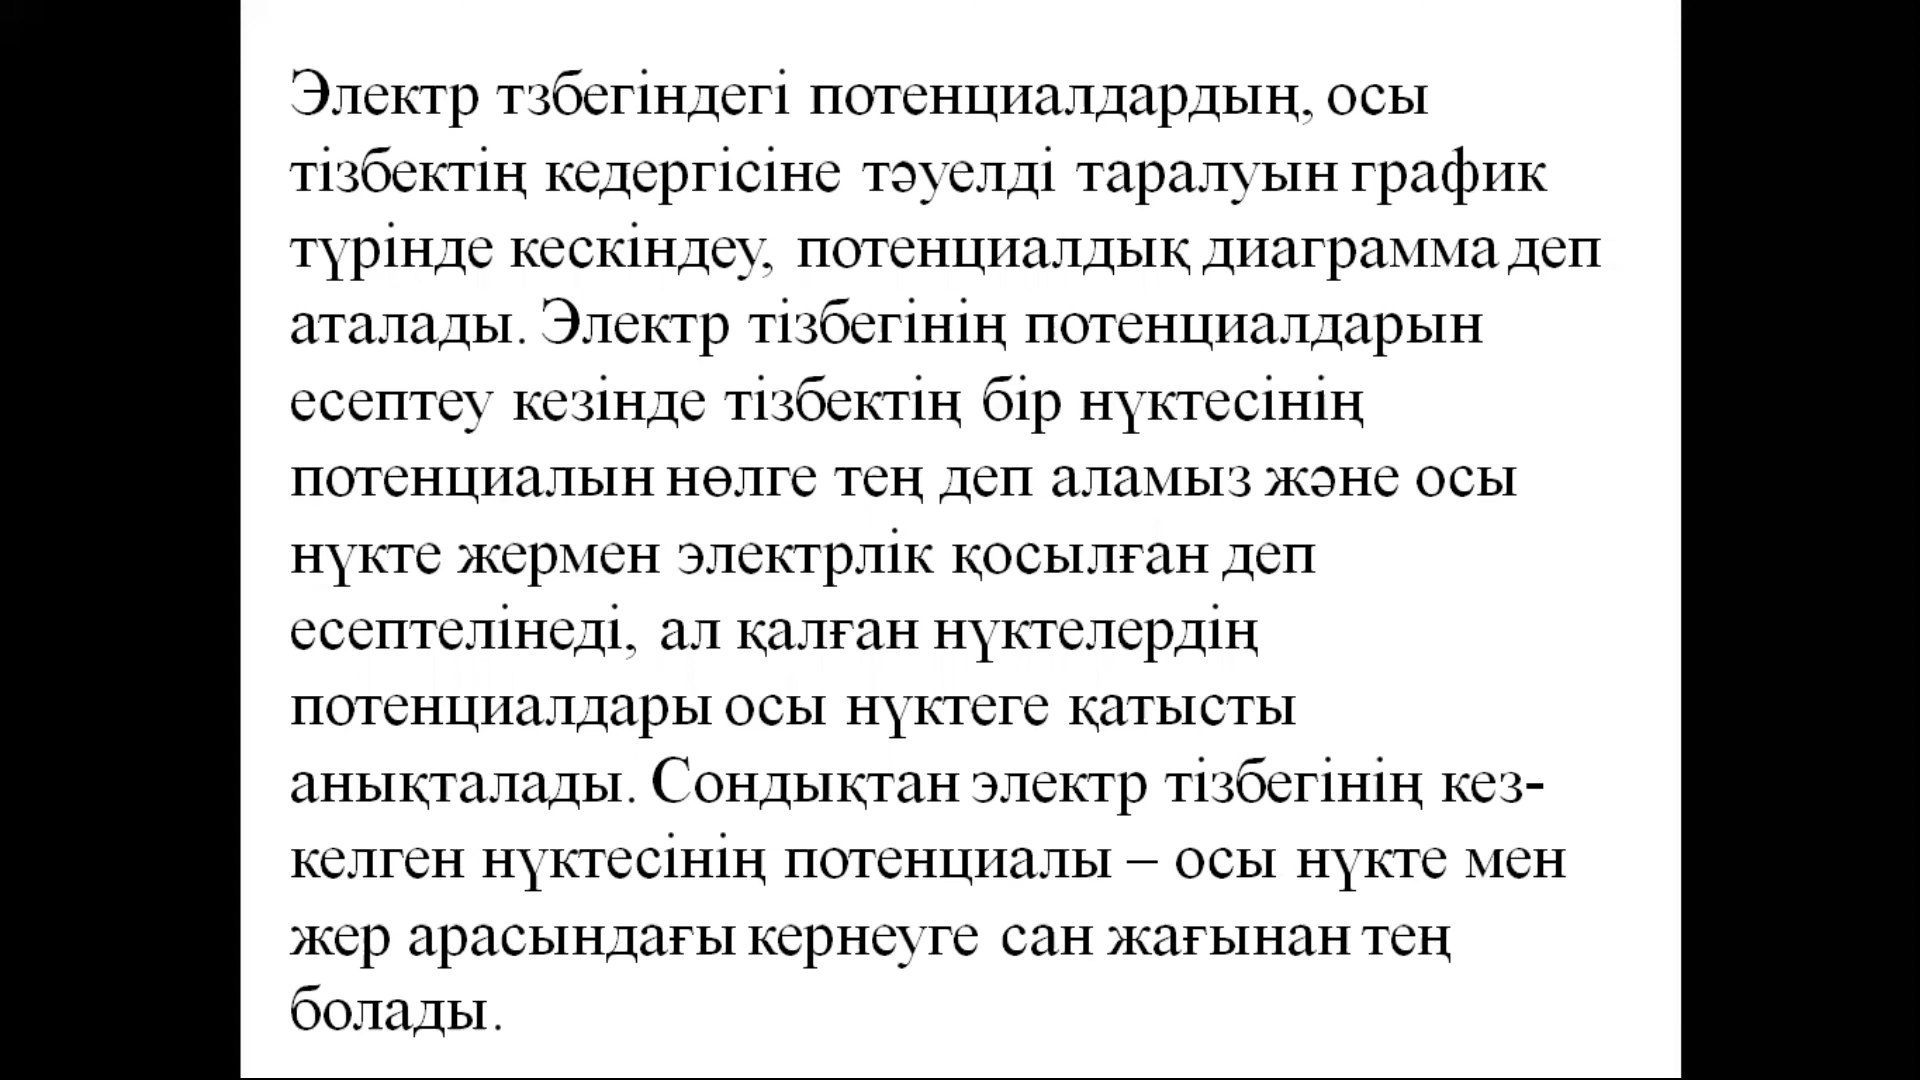 Электр тзбегіндегі потенциалдардың, осы
тізбектің кедергісіне тәуелді таралуын график
түрінде кескіндеу, потенциалдық диаграмма деп
аталады. Электр тізбегінің потенциалдарын
есептеу кезінде тізбектің бір нүктесінің
потенциалын нөлге тең деп аламыз және осы
нүкте жермен электрлік қосылған деп
есептелінеді, ал қалған нүктелердің
потенциалдары осы нүктеге қатысты
анықталады. Сондықтан электр тізбегінің кез-
келген нүктесінің потенциалы – осы нүкте мен
жер арасындағы кернеуге сан жағынан тең
болады.